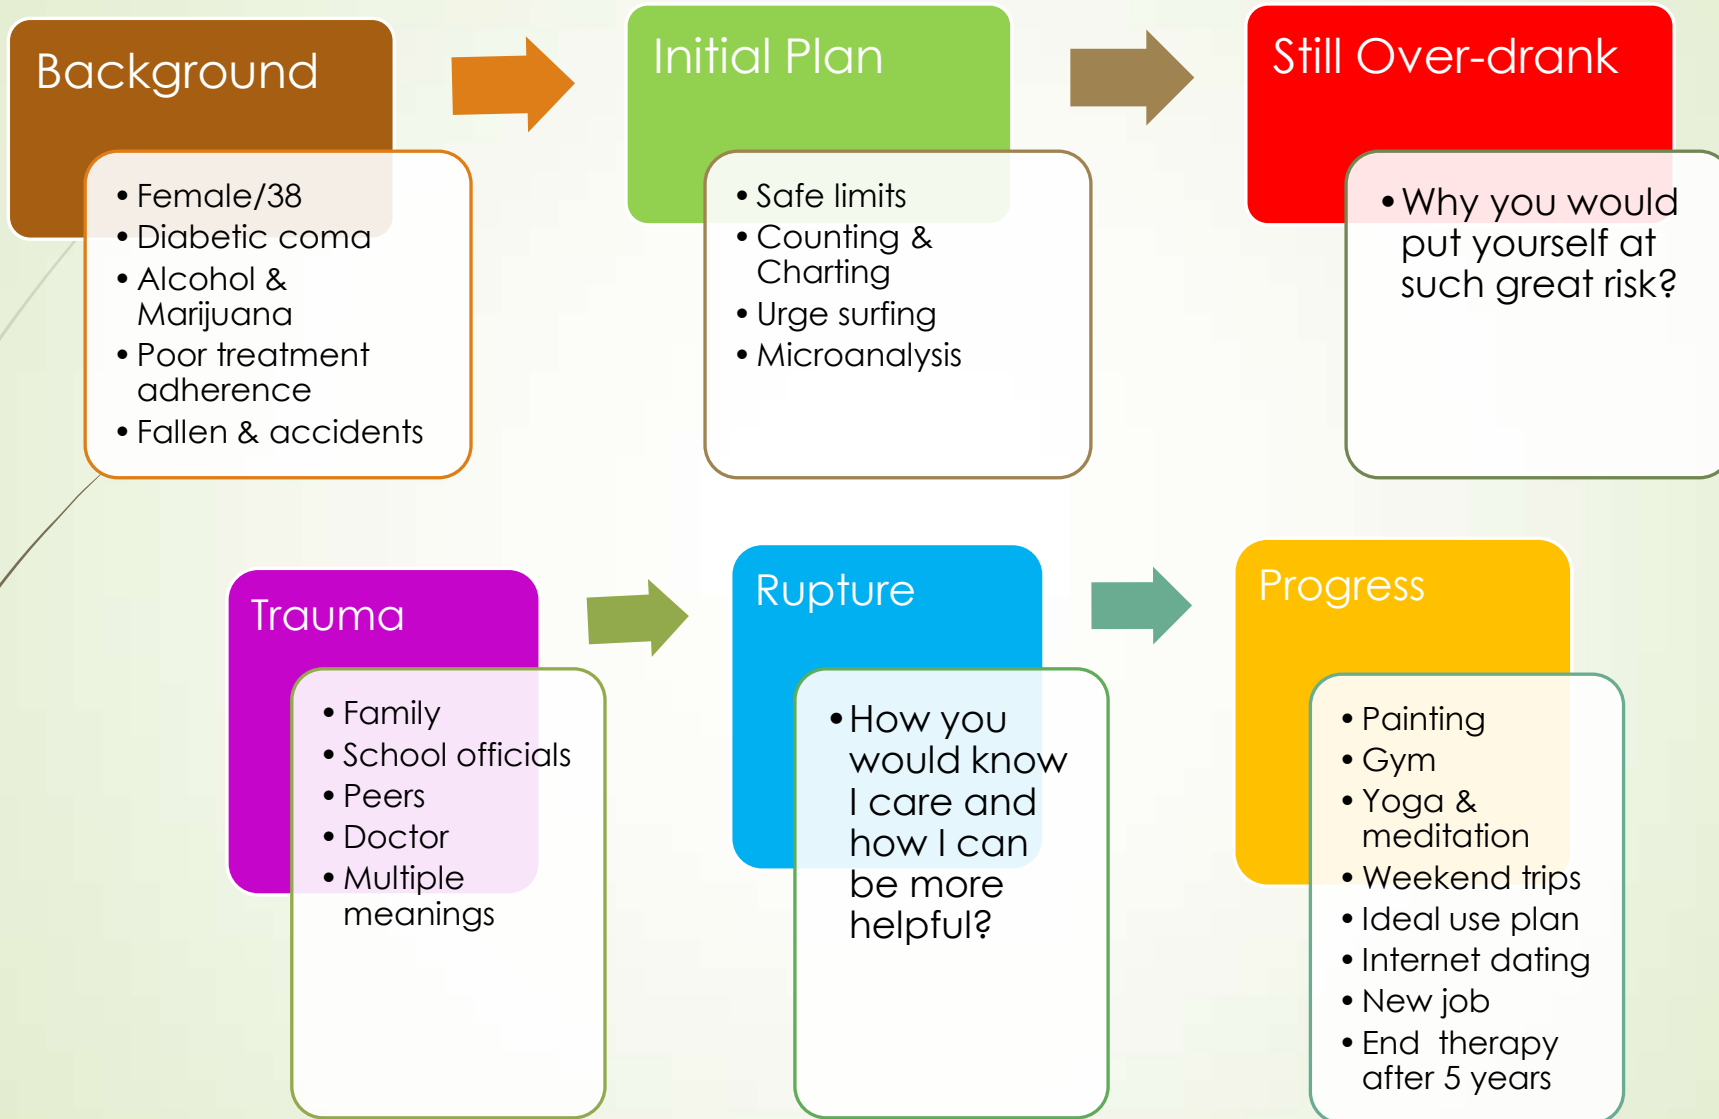 Background
• Female/38
• Diabetic coma
• Alcohol &
Marijuana
• Poor treatment
adherence
• Fallen & accidents
Initial Plan
• Safe limits
• Counting &
Charting
• Urge surfing
• Microanalysis
Still Over-drank
• Why you would
put yourself at
such great risk?
Trauma
• Family
• School officials
• Peers
• Doctor
• Multiple
meanings
Rupture
• How you
would know
I care and
how I can
be more
helpful?
Progress
• Painting
• Gym
• Yoga &
meditation
• Weekend trips
• Ideal use plan
• Internet dating
• New job
• End therapy
after 5 years